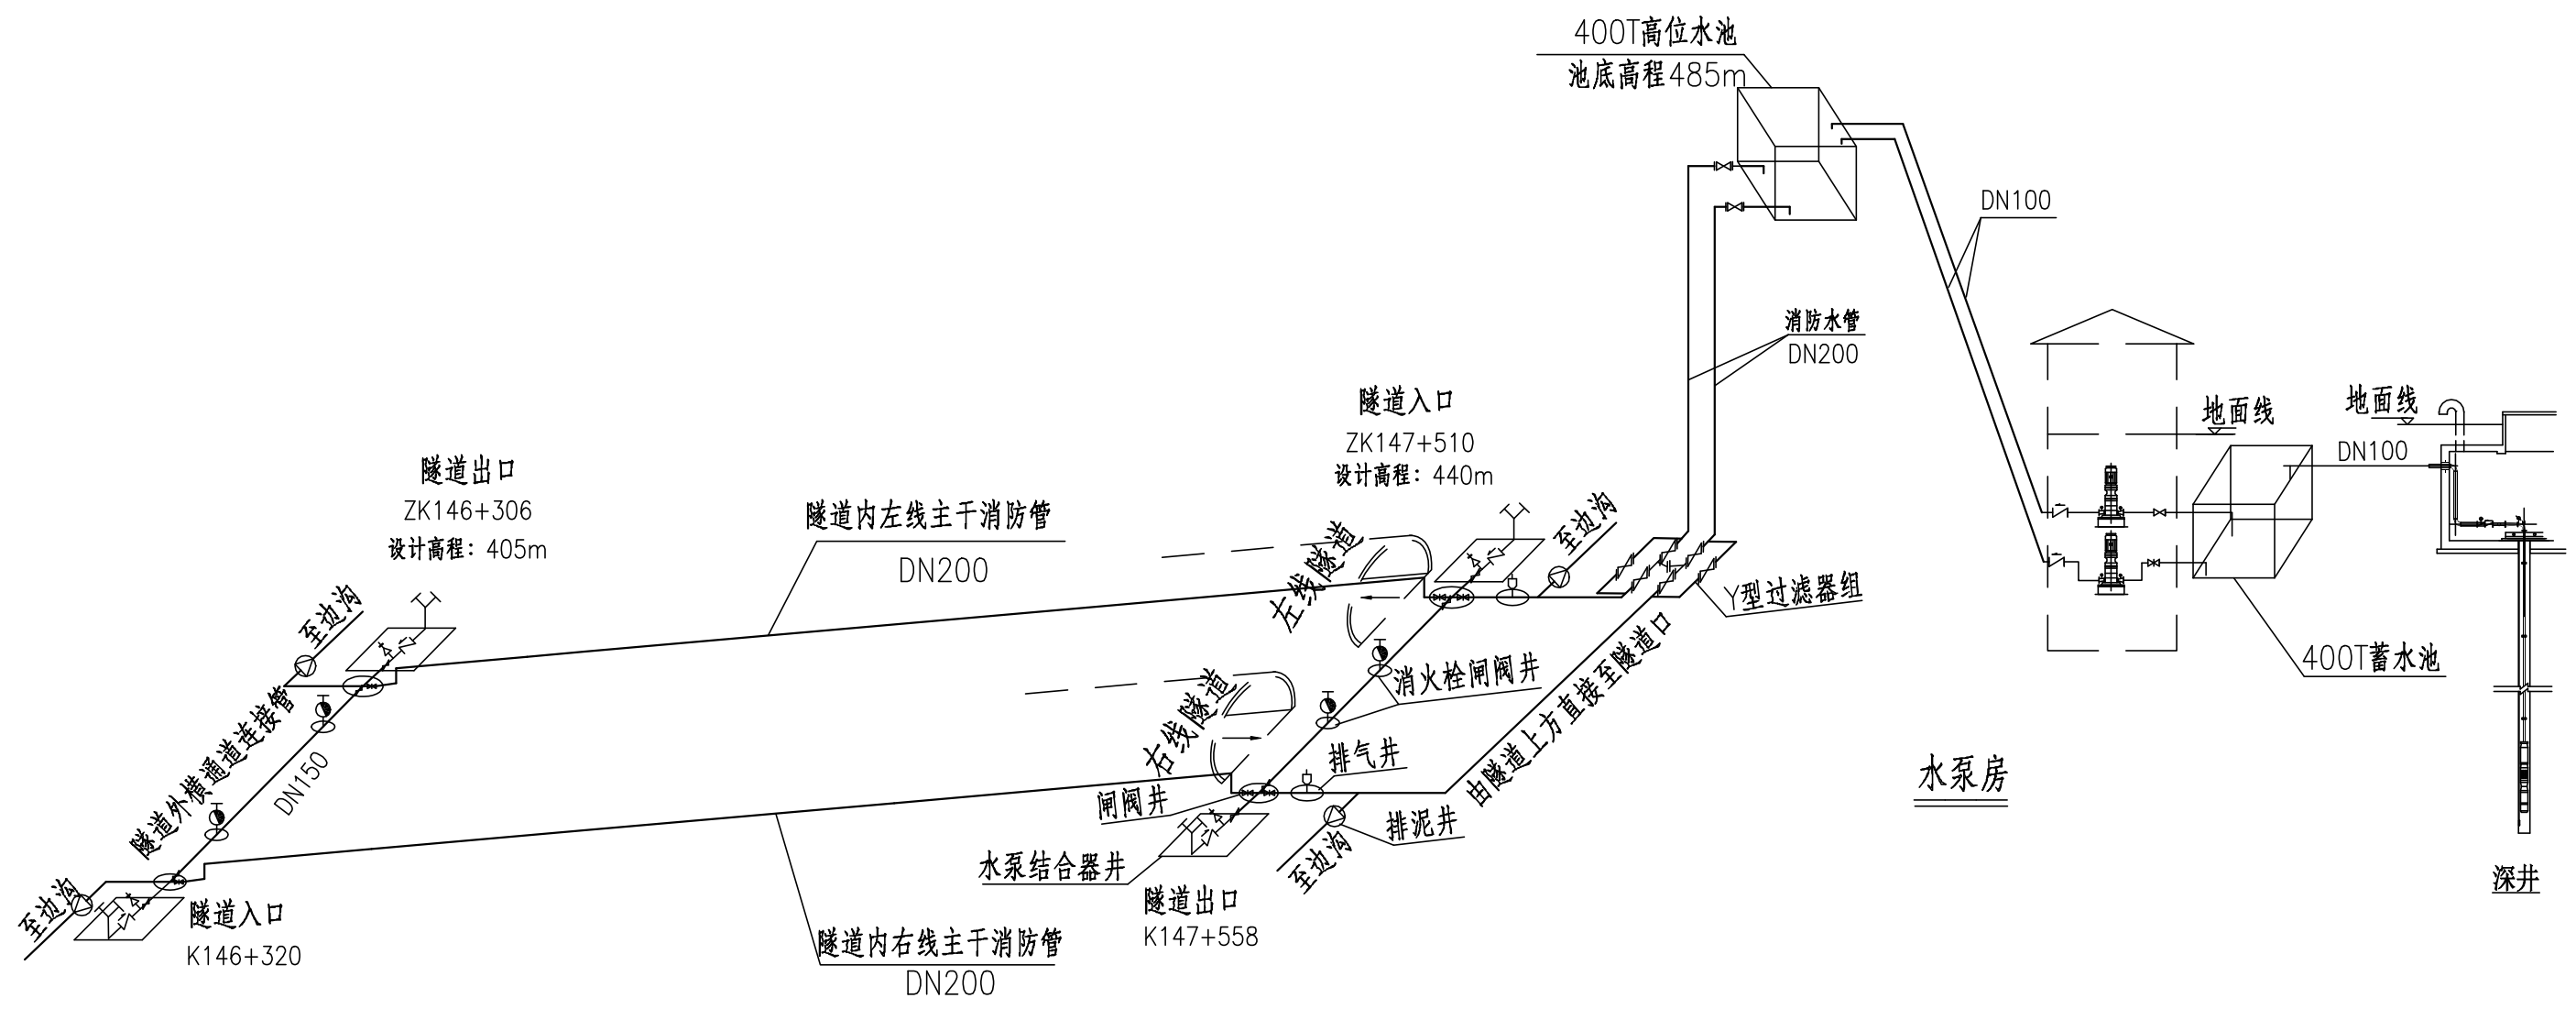 400T高位水池
池底高程485m
DN100
消防水管
DN200
地面线
地面线
DN100
隧道入口
ZK147+510
设计高程：440m
隧道出口
ZK146+306
设计高程：405m
隧道内左线主干消防管
DN200
左线隧道
至边沟
Y型过滤器组
至边沟
400T蓄水池
消火栓闸阀井
右线隧道
由隧道上方直接至隧道口
隧道外横通道连接管
DN150
排气井
水泵房
闸阀井
排泥井
至边沟
水泵结合器井
深井
至边沟
隧道入口
K146+320
隧道出口
K147+558
隧道内右线主干消防管
DN200